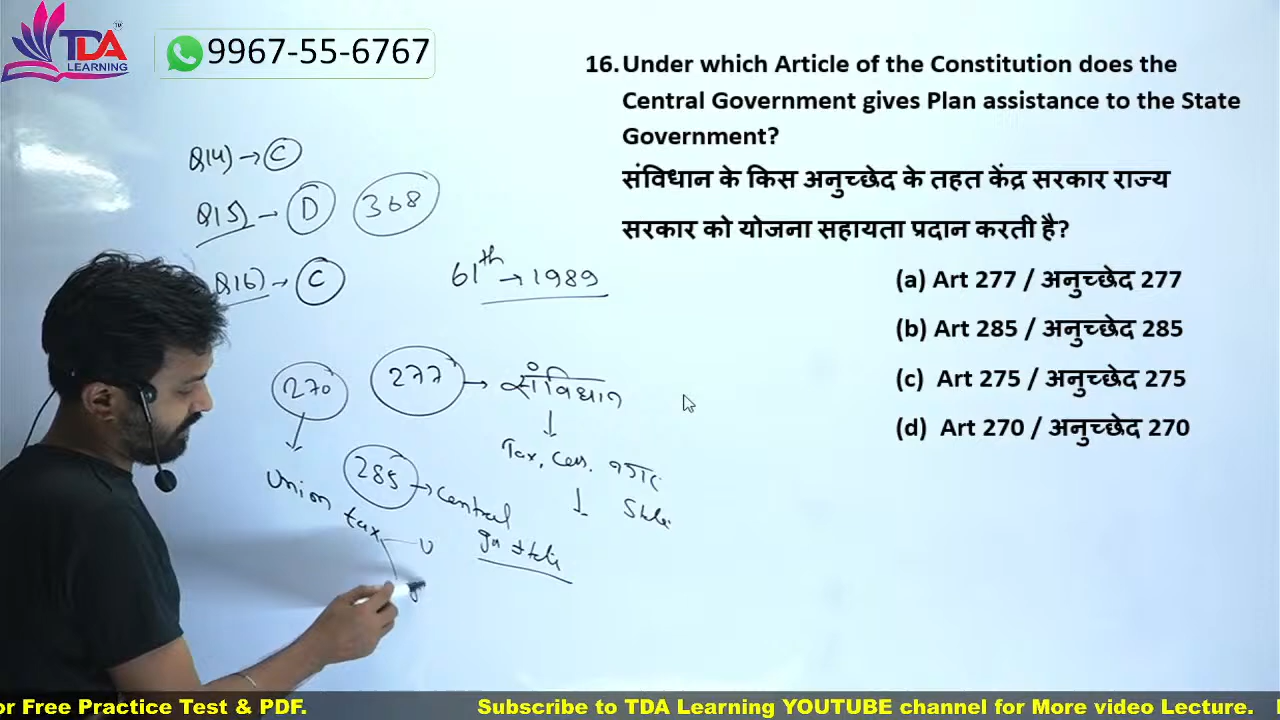 TDA
LEARNING
9967-55-6767
16. Under which Article of the Constitution does the
Central Government gives Plan assistance to the State
Government?
संविधान के किस अनुच्छेद के तहत केंद्र सरकार राज्य
सरकार को योजना सहायता प्रदान करती है?
(a) Art 277 / अनुच्छेद 277
(b) Art 285 / अनुच्छेद 285
(c) Art 275 / अनुच्छेद 275
(d) Art 270 / अनुच्छेद 270
Q14) → C
Q15) → D 368
Q16) → C
61th → 1989
270
277 →
Tax,
285 → Central
Union tax
U
or Free Practice Test & PDF.
Subscribe to TDA Learning YOUTUBE channel for More video Lecture.